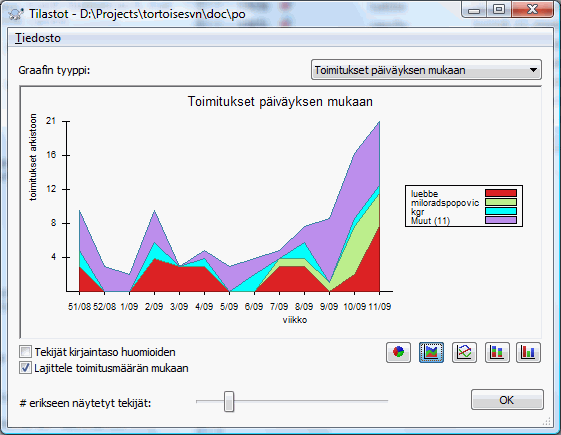 Tilastot - D:\Projects\tortoisesvn\doc\po
Tiedosto
Graafin tyyppi:
Toimitukset päiväyksen mukaan
Toimitukset päiväyksen mukaan
toimitukset arkistoon
21
16
12
8
4
51/08 52/08 1/09 2/09 3/09 4/09 5/09 6/09 7/09 8/09 9/09 10/09 11/09
viikko
luebbe
miloradspopovic
kgr
Muut (11)
Tekijät kirjaintaso huomioiden
Lajittele toimitusmäärän mukaan
# erikseen näytetyt tekijät:
OK